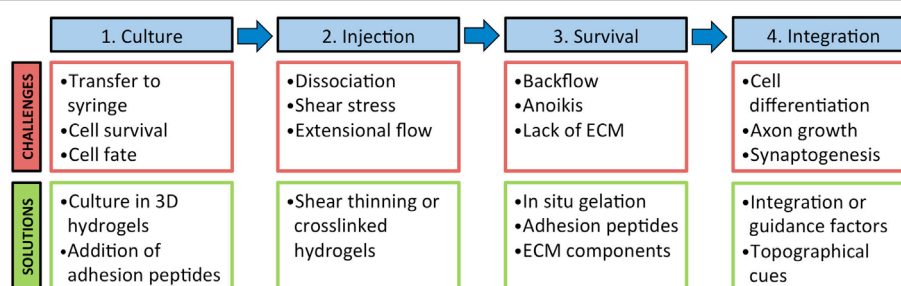 1. Culture
2. Injection
3. Survival
4. Integration
CHALLENGES
•Transfer to
syringe
•Cell survival
•Cell fate
•Dissociation
•Shear stress
•Extensional flow
•Backflow
•Anoikis
•Lack of ECM
•Cell
differentiation
•Axon growth
•Synaptogenesis
SOLUTIONS
•Culture in 3D
hydrogels
•Addition of
adhesion peptides
•Shear thinning or
crosslinked
hydrogels
•In situ gelation
•Adhesion peptides
•ECM components
•Integration or
guidance factors
•Topographical
cues